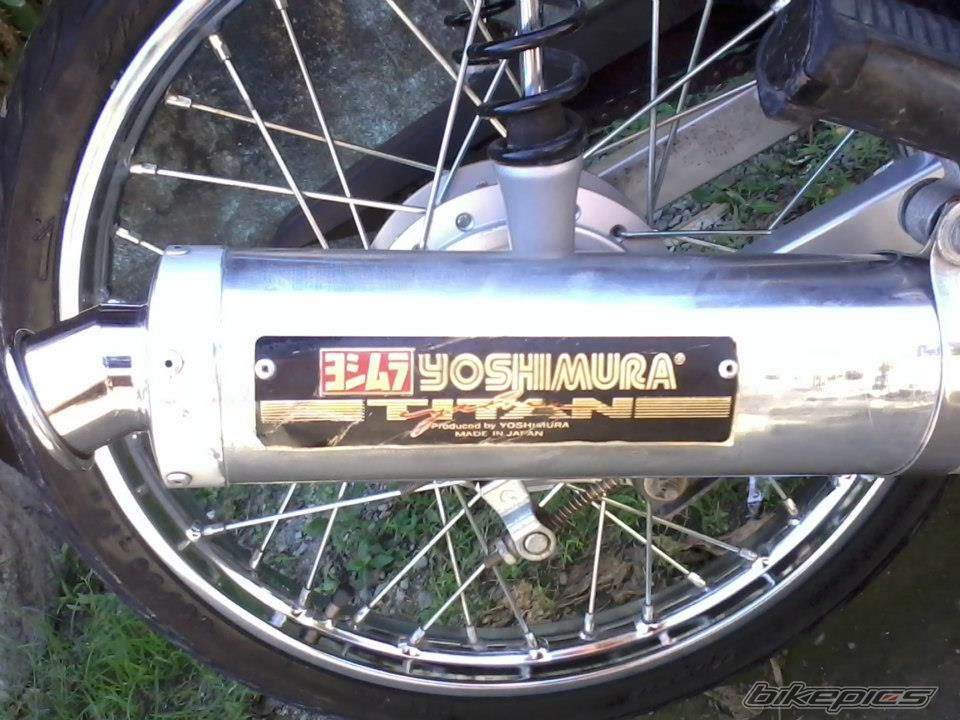 ヨシムラ YOSHIMURA®
TITAN
Produced by YOSHIMURA
MADE IN JAPAN
bikepics